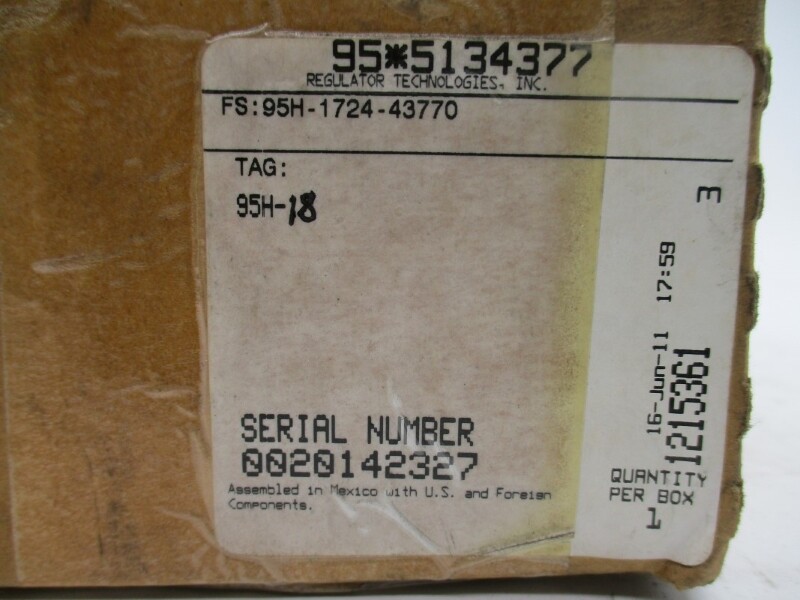 95*5134377
REGULATOR TECHNOLOGIES, INC.
FS:95H-1724-43770
TAG:
95H-18
SERIAL NUMBER
0020142327
Assembled in Mexico with U.S. and Foreign
Components.
3
16-Jun-11 17:59
1215361
QUANTITY
PER BOX
1